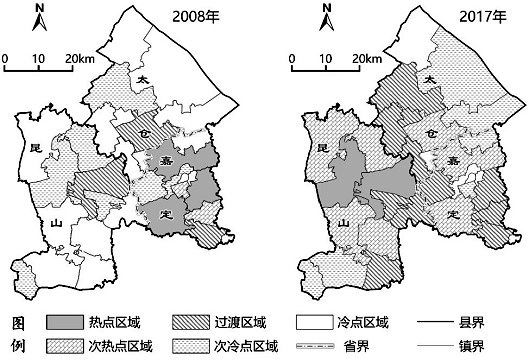 2008年
2017年
N
N
0 10 20km
0 10 20km
太
仓
昆
嘉
山
定
太
仓
昆
嘉
山
定
图例
热点区域 过渡区域 冷点区域 县界
次热点区域 次冷点区域 省界 镇界